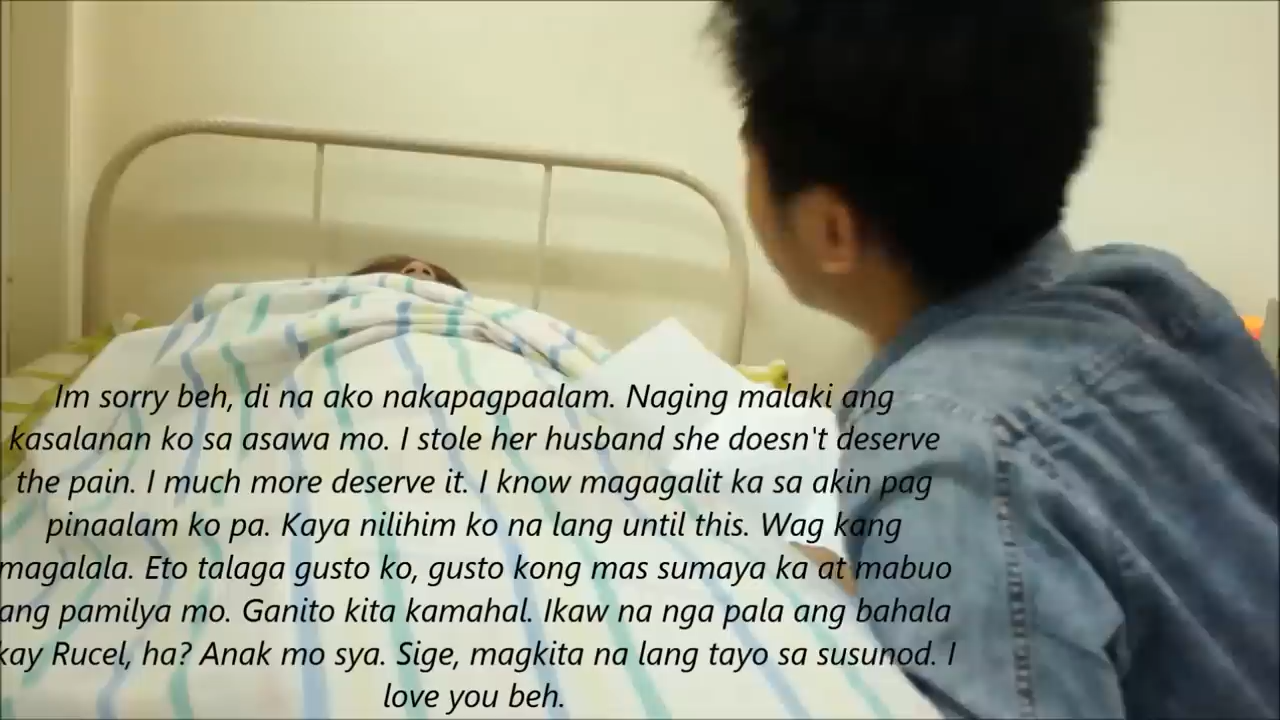 Im sorry beh, di na ako nakapagpaalam. Naging malaki ang
kasalanan ko sa asawa mo. I stole her husband she doesn't deserve
the pain. I much more deserve it. I know magagalit ka sa akin pag
pinaalam ko pa. Kaya nilihim ko na lang until this. Wag kang
magalala. Eto talaga gusto ko, gusto kong mas sumaya ka at mabuo
ang pamilya mo. Ganito kita kamahal. Ikaw na nga pala ang bahala
kay Rucel, ha? Anak mo sya. Sige, magkita na lang tayo sa susunod. I
love you beh.